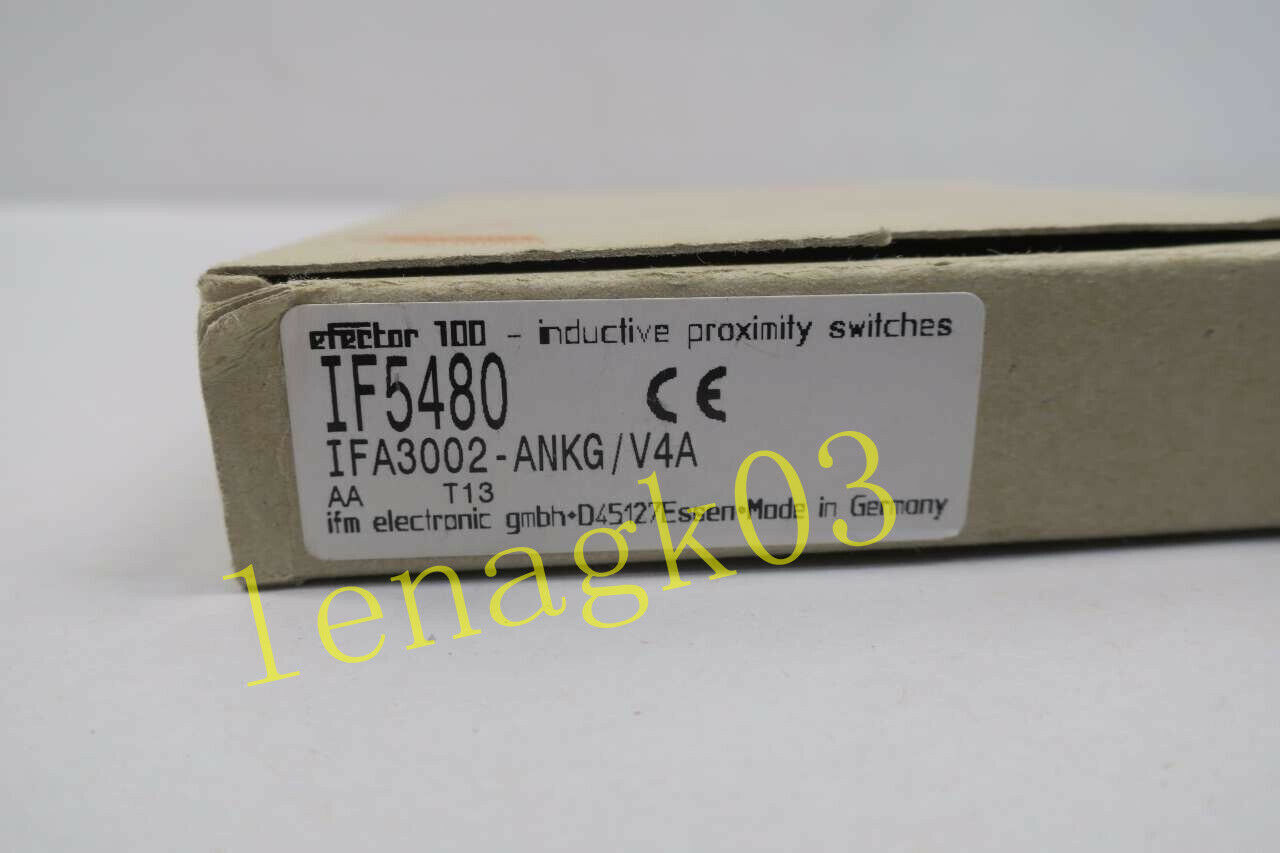 efector 100 - inductive proximity switches
IF5480 CE
IFA3002-ANKG/V4A
AA T13
ifm electronic gmbh•D45127Essen•Made in Germany
lenagk03